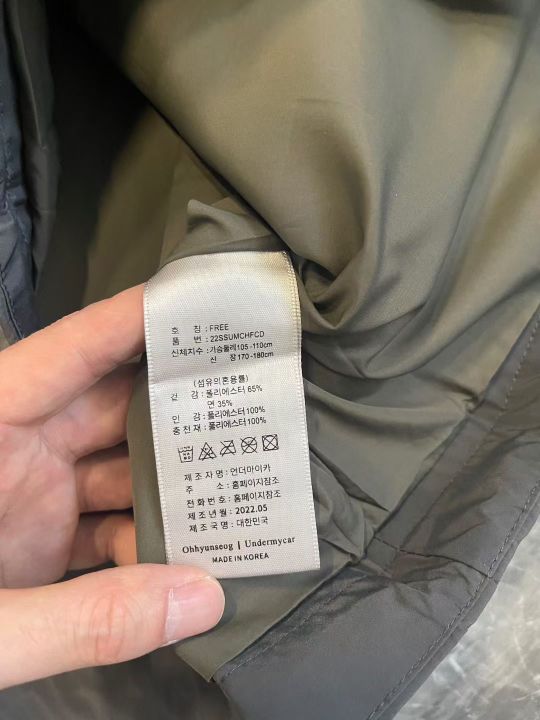 호 칭 : FREE
품 번 : 22SSUMCHFCD
신체치수 : 가슴둘레105-110cm
신 장170-180cm
(섬유의혼용률)
겉 감 : 폴리에스터 65%
면 35%
안 감 : 폴리에스터100%
충 전 재 : 폴리에스터100%
제 조 자 명 : 언더마이카
주 소 : 홈페이지참조
전 화 번 호 : 홈페이지참조
제 조 년 월 : 2022.05
제 조 국 명 : 대한민국
Ohhyunseog | Undermycar
MADE IN KOREA